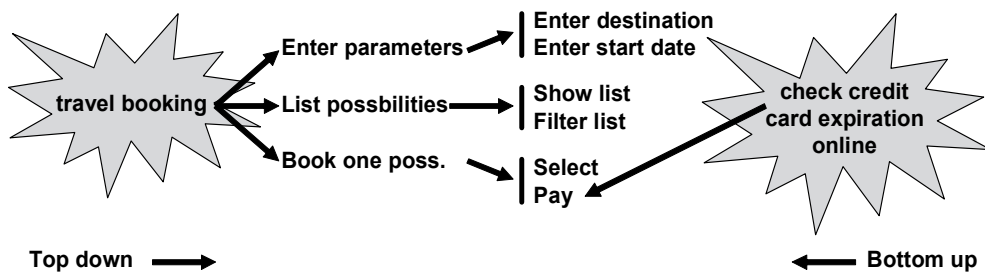 travel booking
Enter parameters
List possbilities
Book one poss.
Enter destination
Enter start date
Show list
Filter list
Select
Pay
check credit
card expiration
online
Top down
Bottom up